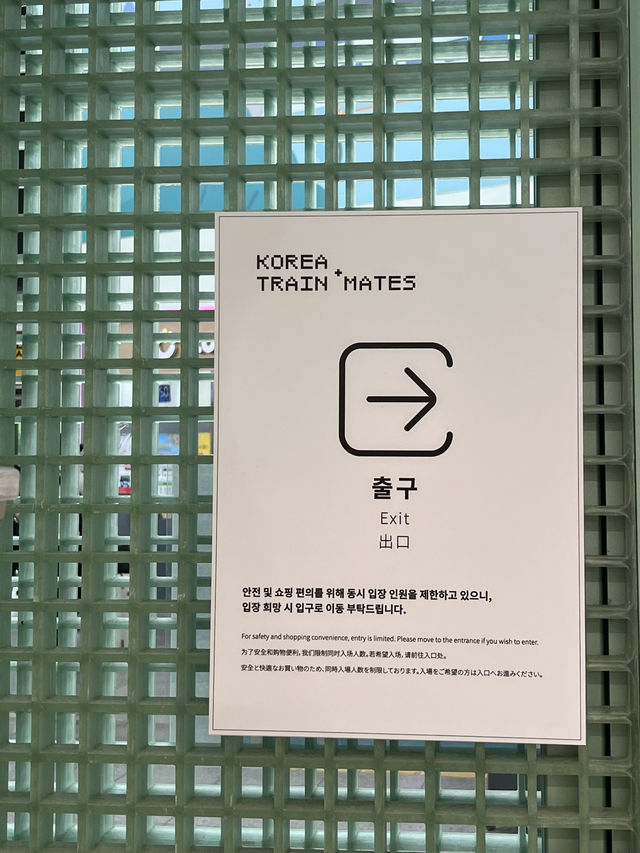 KOREA
TRAIN+MATES
출구
Exit
出口
안전 및 쇼핑 편의를 위해 동시 입장 인원을 제한하고 있으니,
입장 희망 시 입구로 이동 부탁드립니다.
For safety and shopping convenience, entry is limited. Please move to the entrance if you wish to enter.
为了安全和购物便利, 我们限制同时入场人数。若希望入场, 请前往入口处。
安全と快適なお買い物のため、同時入場人数を制限しております。入場をご希望の方は入口へお進みください。